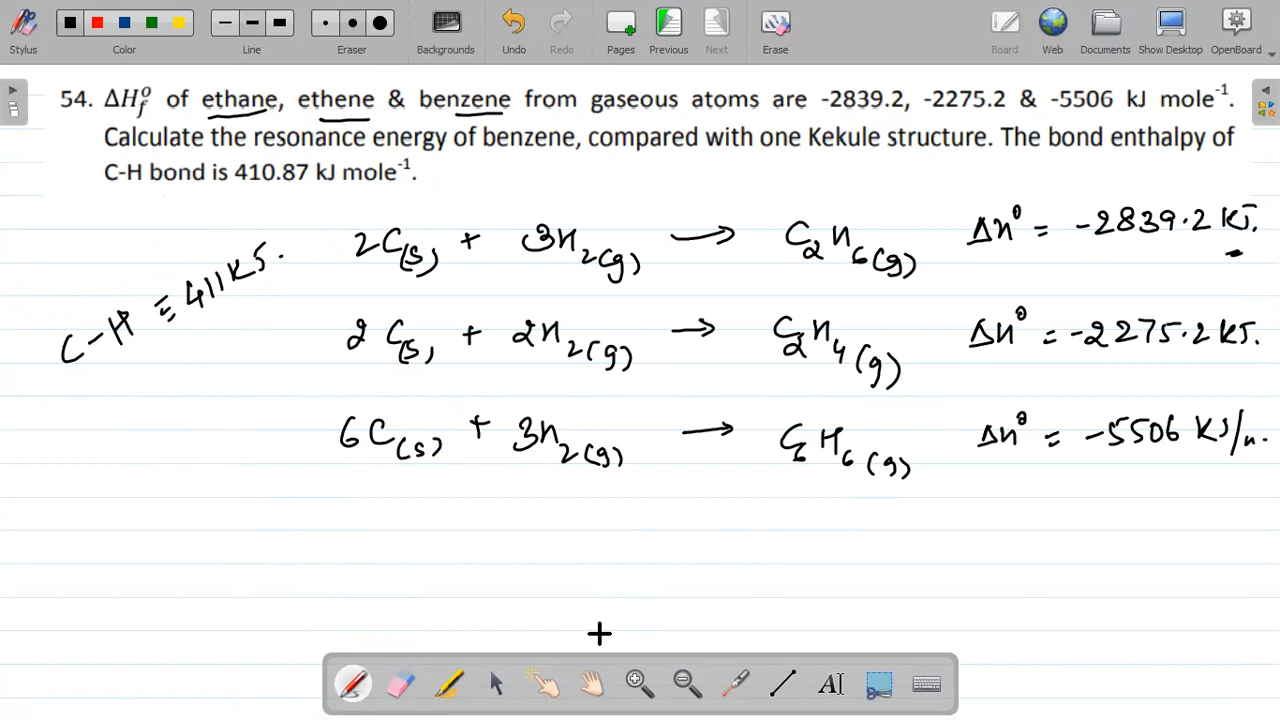 Stylus Color Line Eraser Backgrounds Undo Redo Pages Previous Next Erase Board Web Documents Show Desktop OpenBoard
54. ΔH_f^o of ethane, ethene & benzene from gaseous atoms are -2839.2, -2275.2 & -5506 kJ mole⁻¹.
Calculate the resonance energy of benzene, compared with one Kekule structure. The bond enthalpy of
C-H bond is 410.87 kJ mole⁻¹.
2C(s) + 3H₂(g) → C₂H₆(g) ΔH° = -2839.2 KJ.
C-H ≡ 411 KJ.
2C(s) + 2H₂(g) → C₂H₄(g) ΔH° = -2275.2 KJ.
6C(s) + 3H₂(g) → C₆H₆(g) ΔH° = -5506 KJ/n.